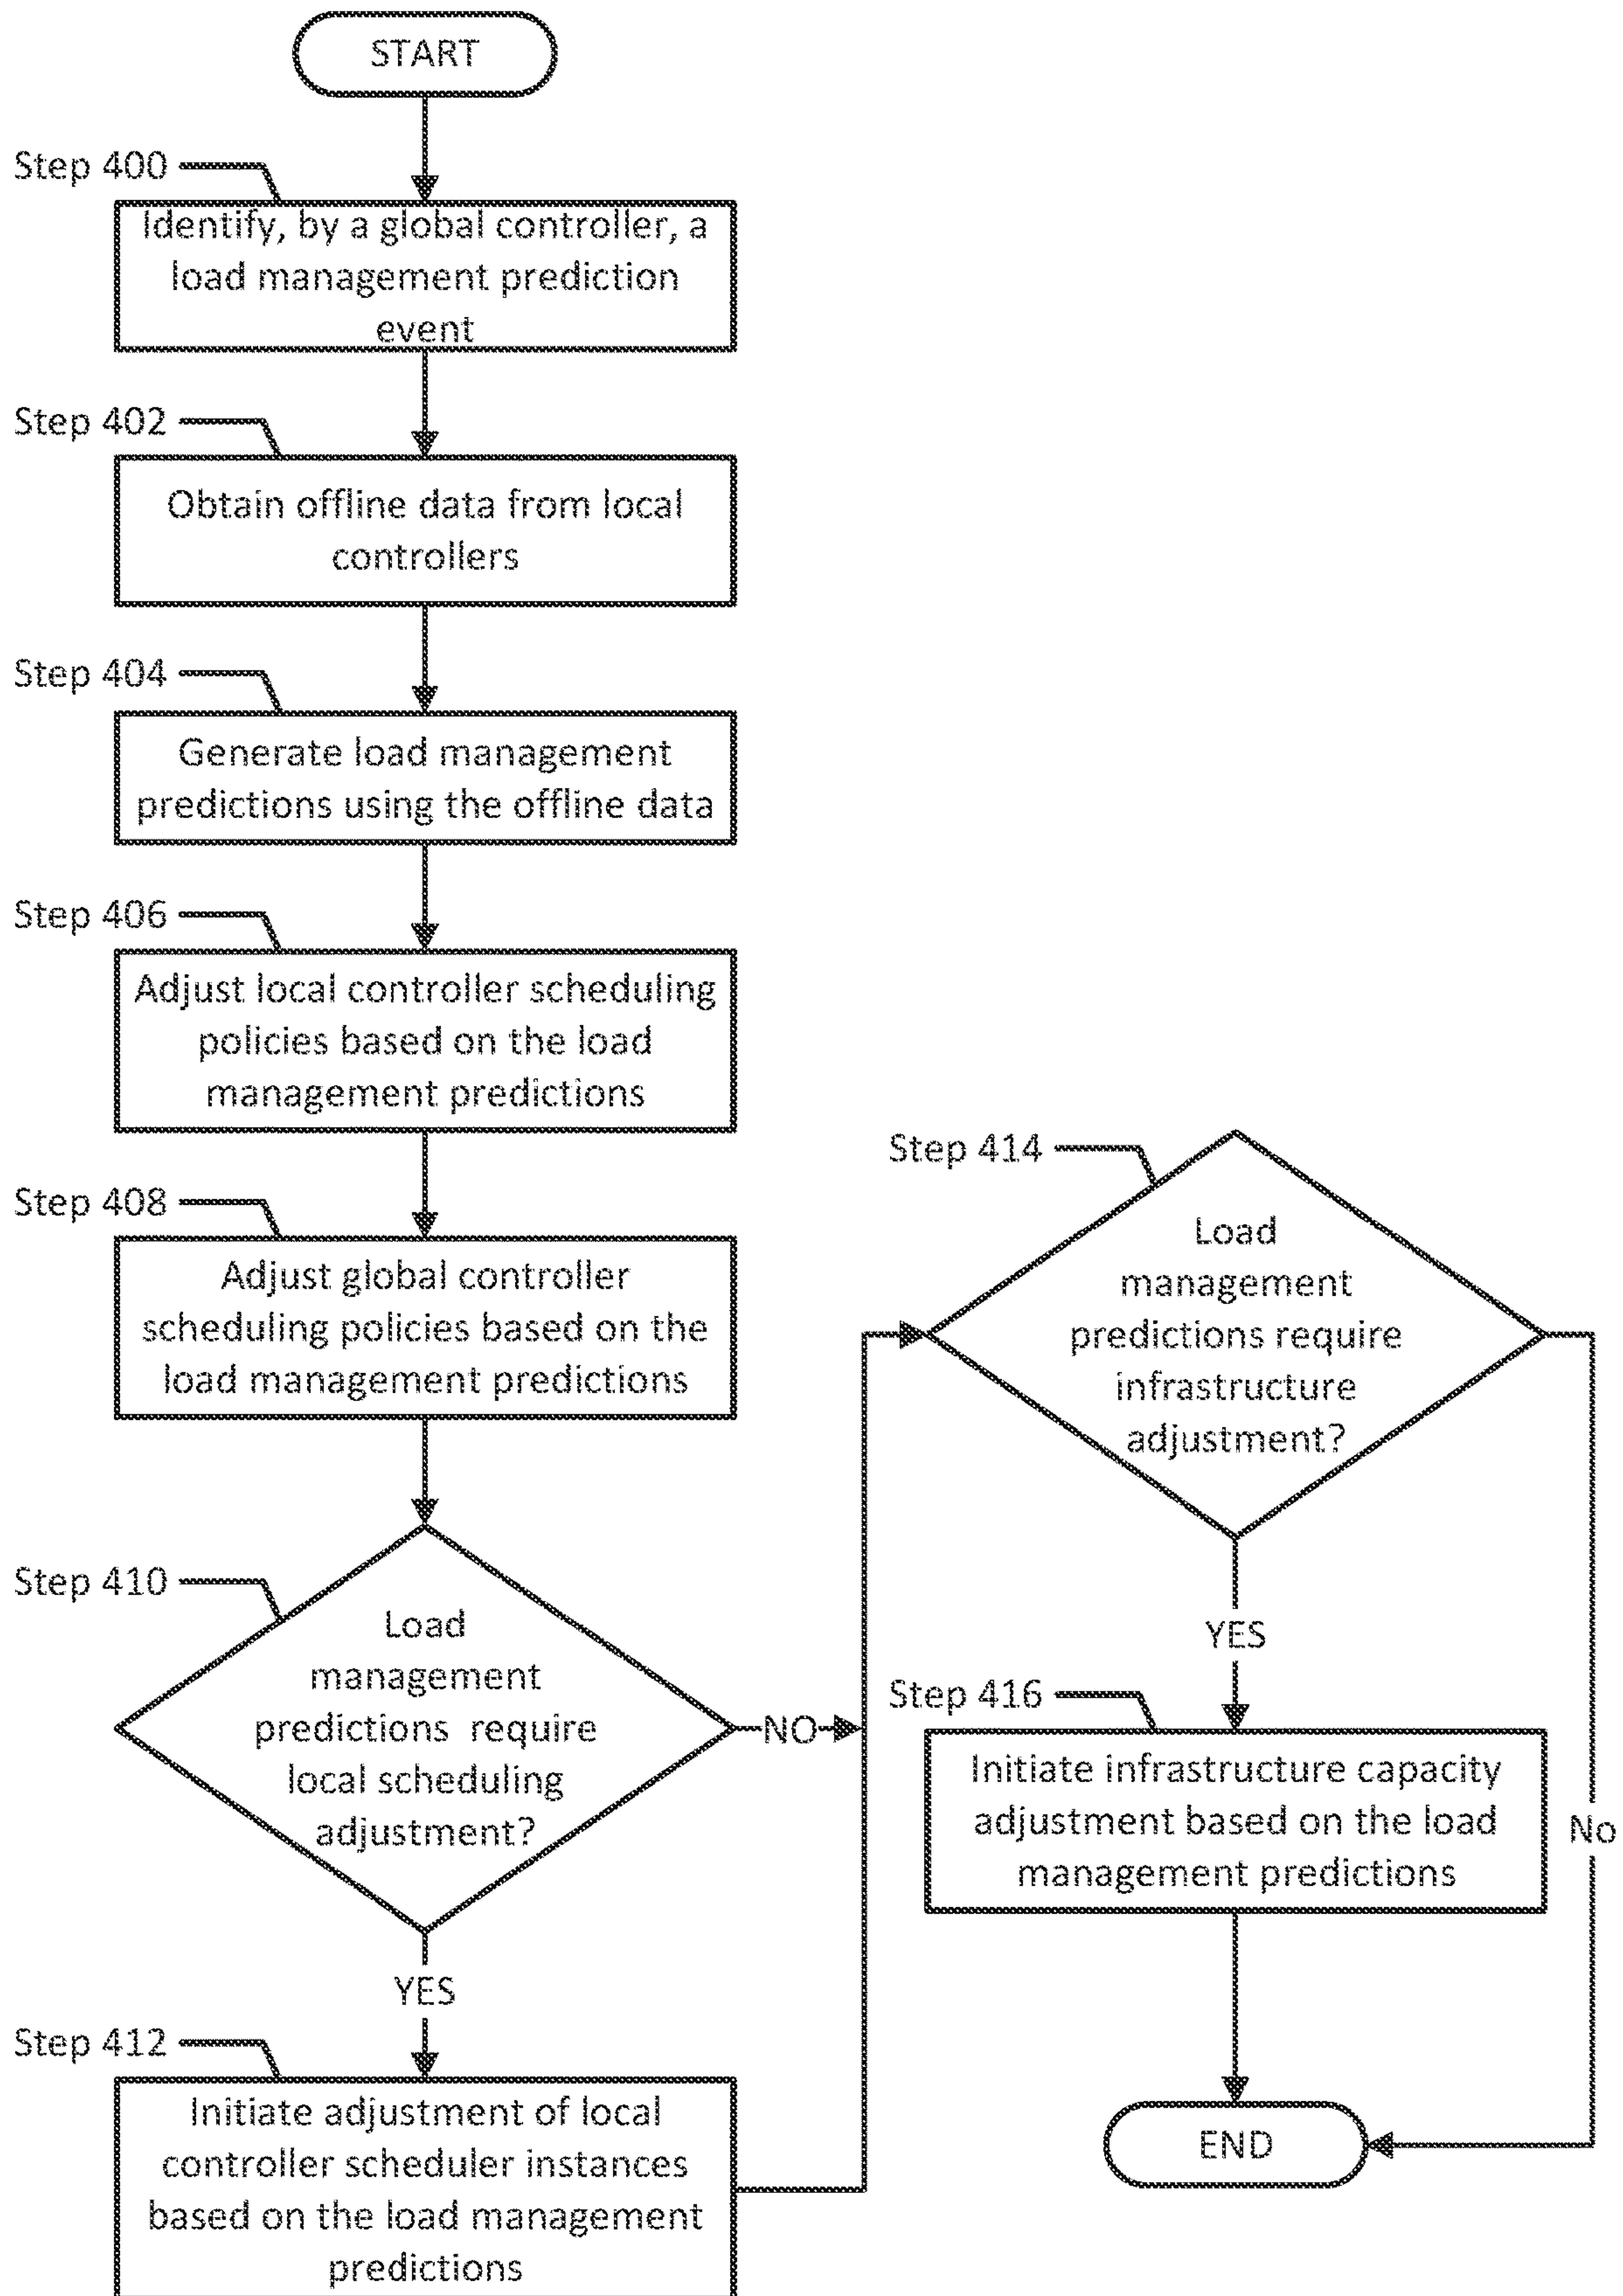 START
Step 400
Identify, by a global controller, a
load management prediction
event
Step 402
Obtain offline data from local
controllers
Step 404
Generate load management
predictions using the offline data
Step 406
Adjust local controller scheduling
policies based on the load
management predictions
Step 408
Adjust global controller
scheduling policies based on the
load management predictions
Step 410
Load
management
predictions require
local scheduling
adjustment?
NO
YES
Step 412
Initiate adjustment of local
controller scheduler instances
based on the load management
predictions
Step 414
Load
management
predictions require
infrastructure
adjustment?
YES
No
Step 416
Initiate infrastructure capacity
adjustment based on the load
management predictions
END